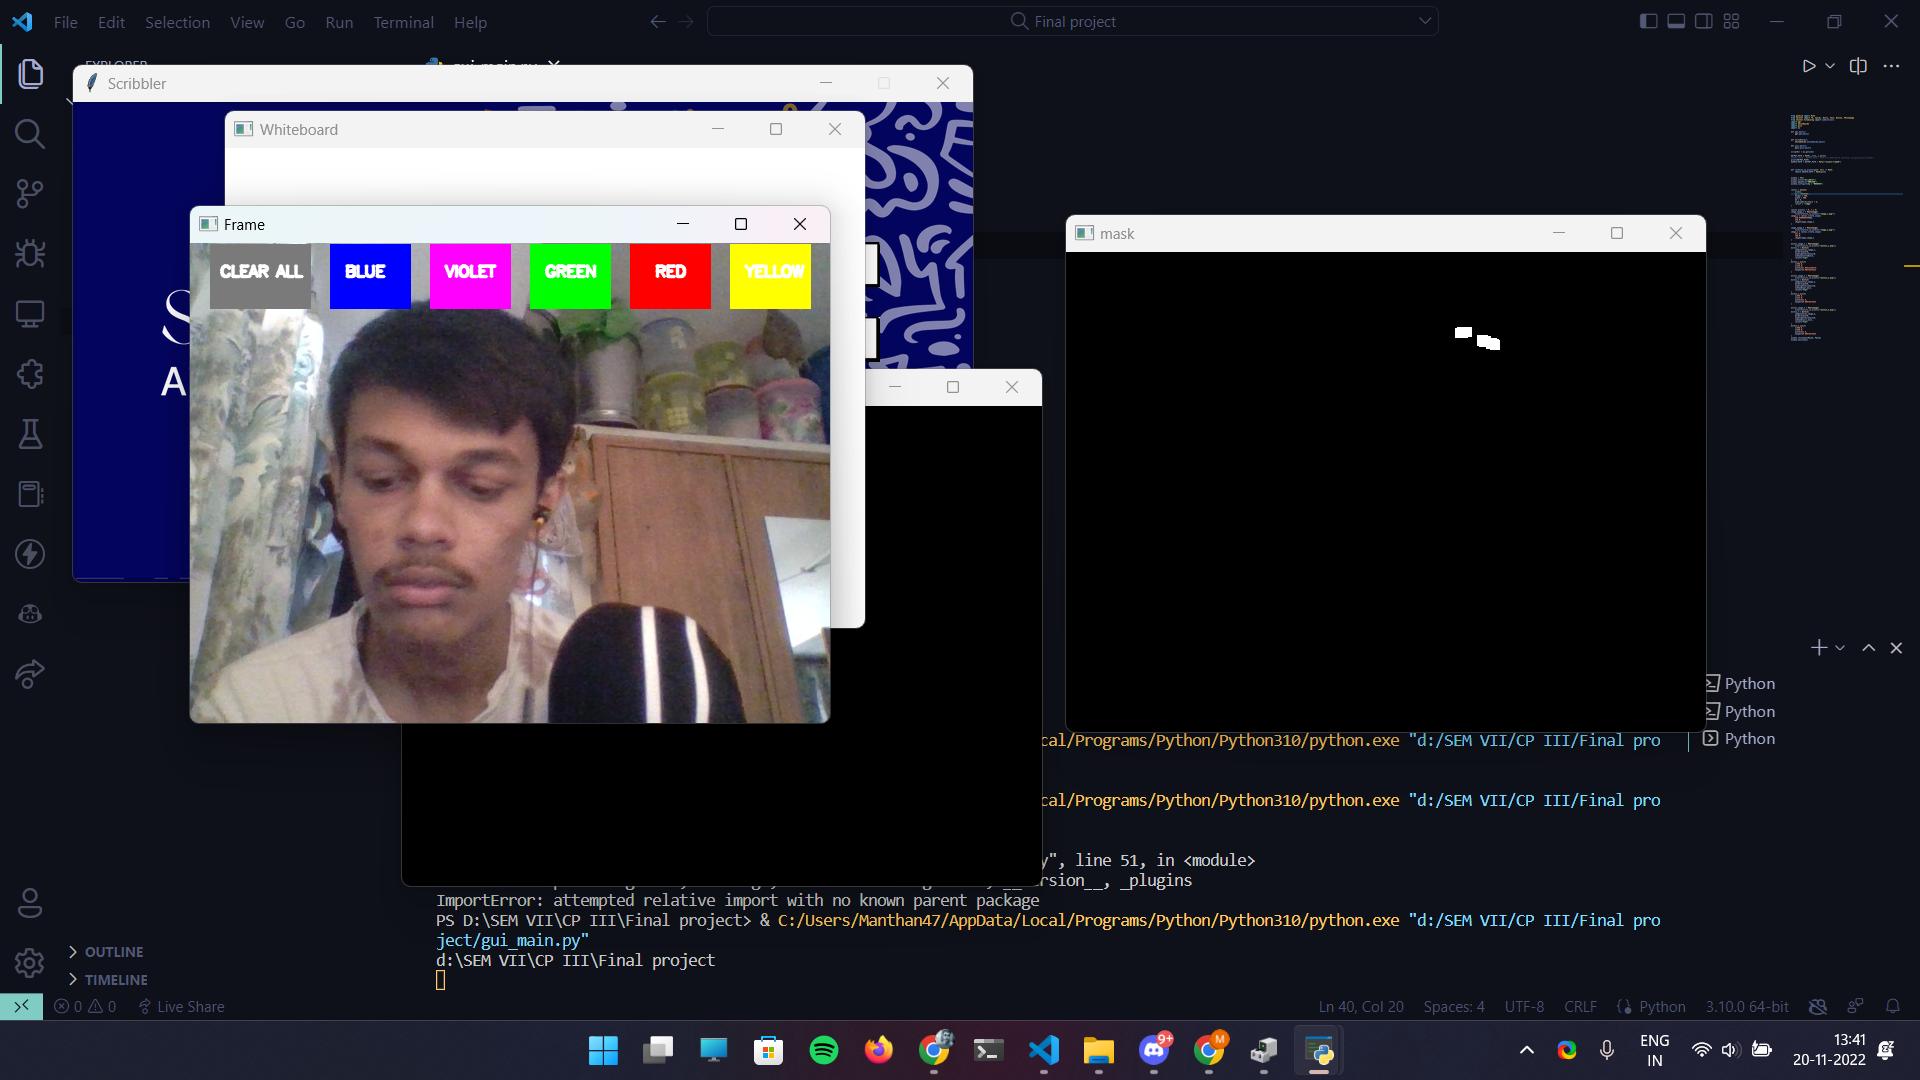 File Edit Selection View Go Run Terminal Help
Final project
EXPLORER
gui_main.py
Scribbler
Whiteboard
Frame
CLEAR ALL BLUE VIOLET GREEN RED YELLOW
mask
S
A
Python
Python
Python
cal/Programs/Python/Python310/python.exe "d:/SEM VII/CP III/Final pro
cal/Programs/Python/Python310/python.exe "d:/SEM VII/CP III/Final pro
y", line 51, in <module>
rsion__, _plugins
ImportError: attempted relative import with no known parent package
PS D:\SEM VII\CP III\Final project> & C:/Users/Manthan47/AppData/Local/Programs/Python/Python310/python.exe "d:/SEM VII/CP III/Final pro
ject/gui_main.py"
d:\SEM VII\CP III\Final project
OUTLINE
TIMELINE
0 0 Live Share
Ln 40, Col 20 Spaces: 4 UTF-8 CRLF Python 3.10.0 64-bit
9+
M
ENG
IN
13:41
20-11-2022